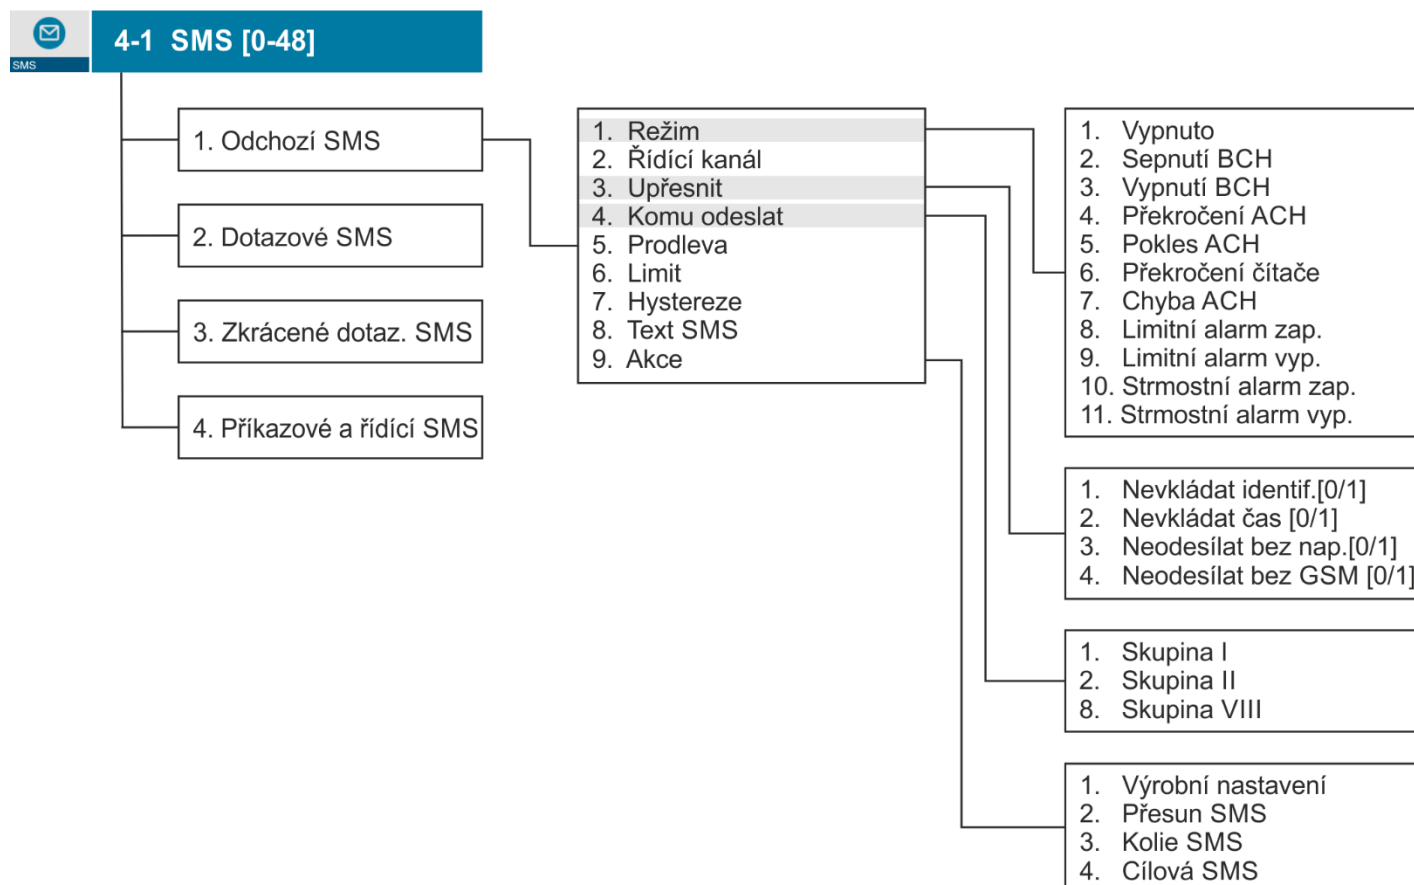 4-1 SMS [0-48]
SMS
1. Odchozí SMS
2. Dotazové SMS
3. Zkrácené dotaz. SMS
4. Příkazové a řídící SMS
1. Režim
2. Řídící kanál
3. Upřesnit
4. Komu odeslat
5. Prodleva
6. Limit
7. Hystereze
8. Text SMS
9. Akce
1. Vypnuto
2. Sepnutí BCH
3. Vypnutí BCH
4. Překročení ACH
5. Pokles ACH
6. Překročení čítače
7. Chyba ACH
8. Limitní alarm zap.
9. Limitní alarm vyp.
10. Strmostní alarm zap.
11. Strmostní alarm vyp.
1. Nevkládat identif.[0/1]
2. Nevkládat čas [0/1]
3. Neodesílat bez nap.[0/1]
4. Neodesílat bez GSM [0/1]
1. Skupina I
2. Skupina II
8. Skupina VIII
1. Výrobní nastavení
2. Přesun SMS
3. Kolie SMS
4. Cílová SMS